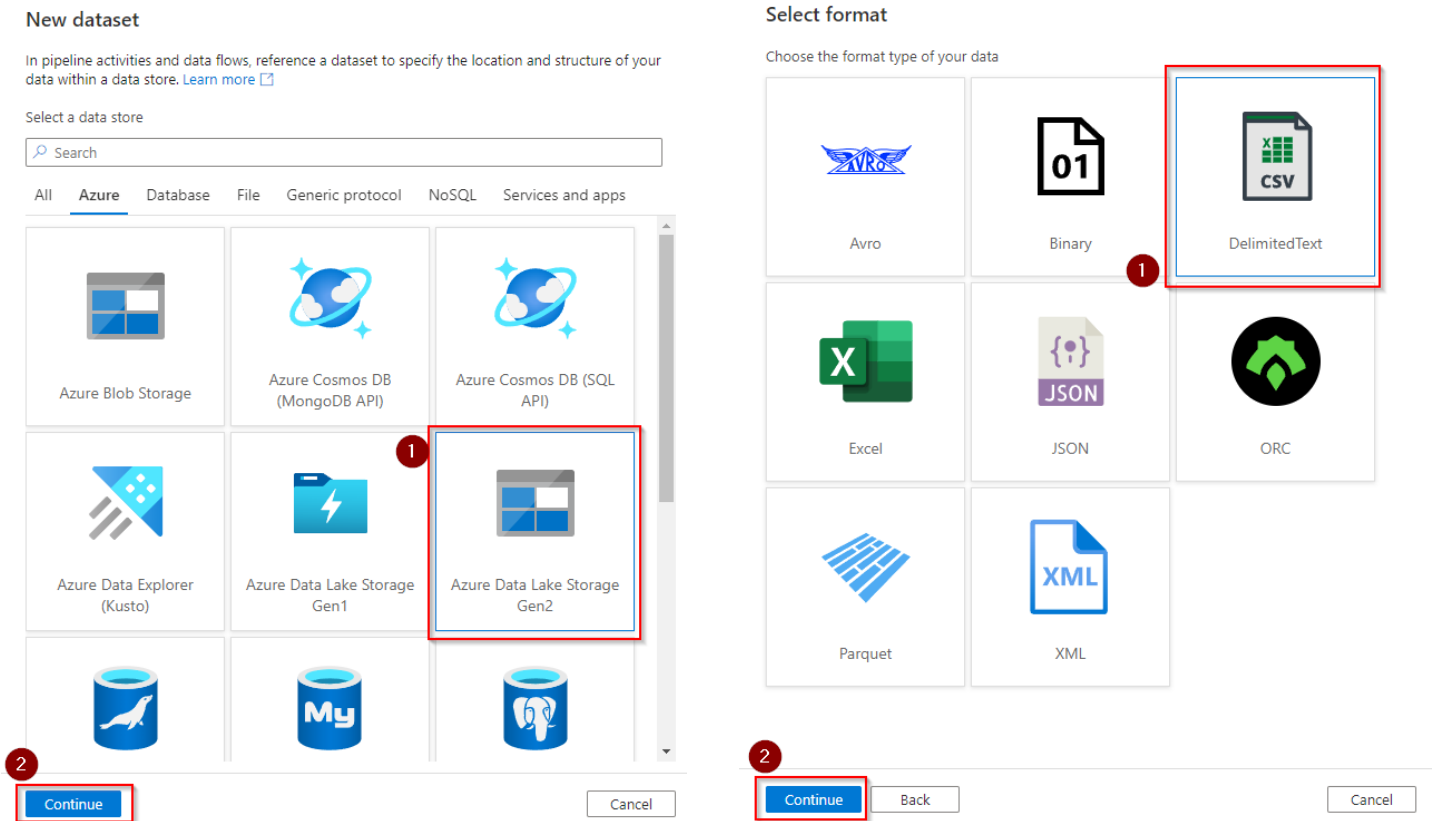 New dataset
In pipeline activities and data flows, reference a dataset to specify the location and structure of your
data within a data store. Learn more
Select a data store
Search
All Azure Database File Generic protocol NoSQL Services and apps
Azure Blob Storage
Azure Cosmos DB
(MongoDB API)
Azure Cosmos DB (SQL
API)
1
Azure Data Explorer
(Kusto)
Azure Data Lake Storage
Gen1
Azure Data Lake Storage
Gen2
My
2
Continue
Cancel
Select format
Choose the format type of your data
AVRO
Avro
01
Binary
X
CSV
DelimitedText
1
X
Excel
JSON
JSON
ORC
Parquet
XML
XML
2
Continue
Back
Cancel